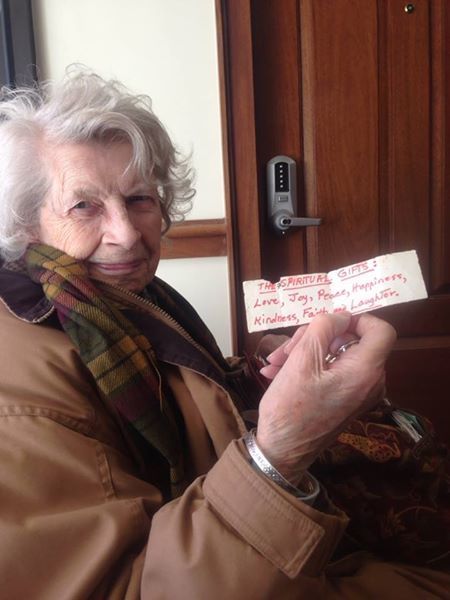 THE SPIRITUAL GIFTS:
Love, Joy, Peace, Happiness,
Kindness, Faith and Laughter.